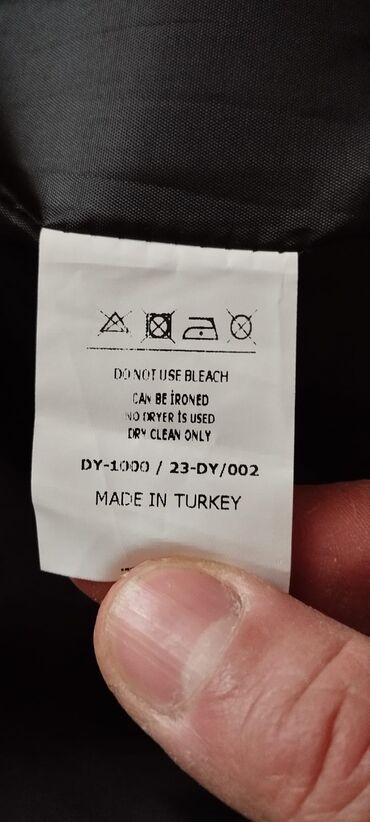 DO NOT USE BLEACH
CAN BE İRONED
NO DRYER İS USED
DRY CLEAN ONLY
DY-1000 / 23-DY/002
MADE IN TURKEY